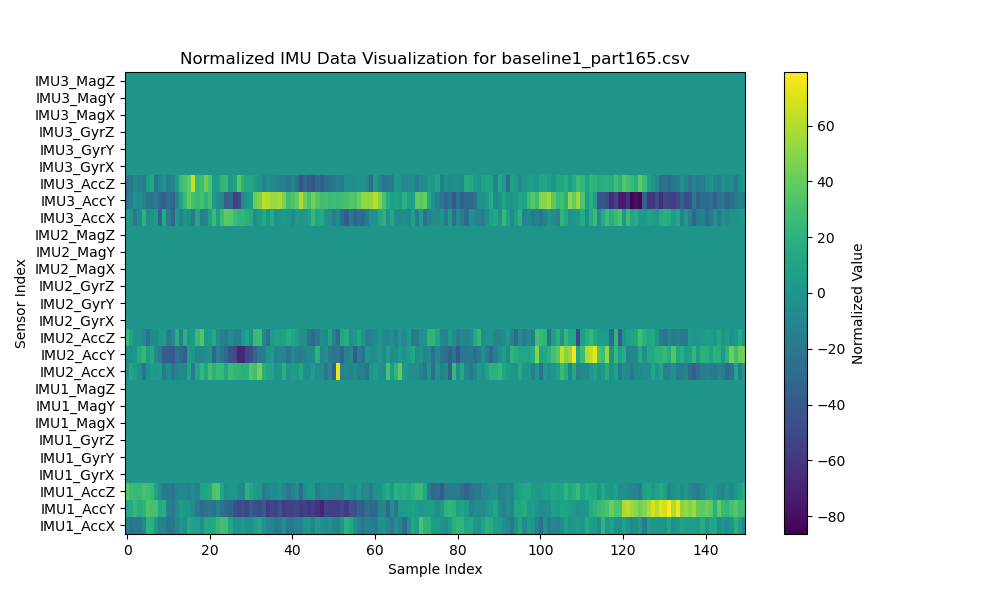 Normalized IMU Data Visualization for baseline1_part165.csv
IMU3_MagZ
IMU3_MagY
IMU3_MagX
IMU3_GyrZ
IMU3_GyrY
IMU3_GyrX
IMU3_AccZ
IMU3_AccY
IMU3_AccX
IMU2_MagZ
IMU2_MagY
IMU2_MagX
IMU2_GyrZ
IMU2_GyrY
IMU2_GyrX
IMU2_AccZ
IMU2_AccY
IMU2_AccX
IMU1_MagZ
IMU1_MagY
IMU1_MagX
IMU1_GyrZ
IMU1_GyrY
IMU1_GyrX
IMU1_AccZ
IMU1_AccY
IMU1_AccX
Sensor Index
0 20 40 60 80 100 120 140
Sample Index
60
40
20
0
−20
−40
−60
−80
Normalized Value